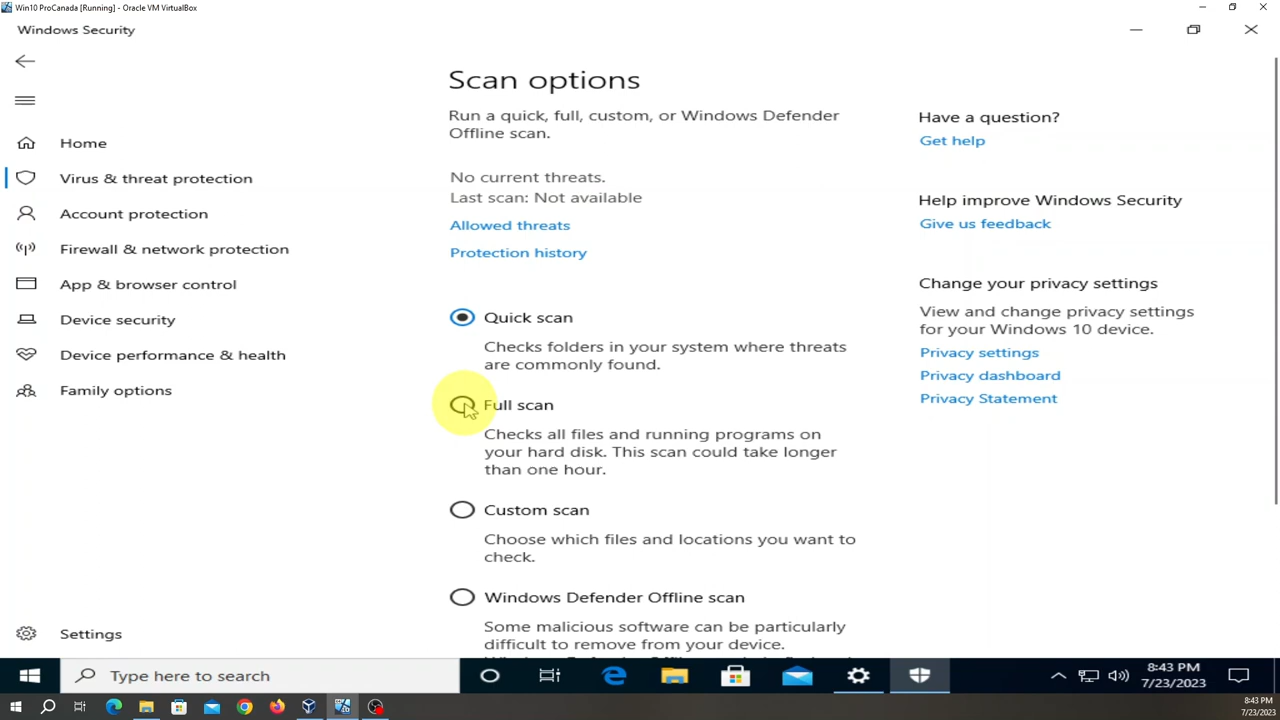 Win10 ProCanada [Running] - Oracle VM VirtualBox
Windows Security
Home
Virus & threat protection
Account protection
Firewall & network protection
App & browser control
Device security
Device performance & health
Family options
Settings
Scan options
Run a quick, full, custom, or Windows Defender
Offline scan.
No current threats.
Last scan: Not available
Allowed threats
Protection history
Quick scan
Checks folders in your system where threats
are commonly found.
Full scan
Checks all files and running programs on
your hard disk. This scan could take longer
than one hour.
Custom scan
Choose which files and locations you want to
check.
Windows Defender Offline scan
Some malicious software can be particularly
difficult to remove from your device.
Have a question?
Get help
Help improve Windows Security
Give us feedback
Change your privacy settings
View and change privacy settings
for your Windows 10 device.
Privacy settings
Privacy dashboard
Privacy Statement
Type here to search
8:43 PM
7/23/2023
8:43 PM
7/23/2023